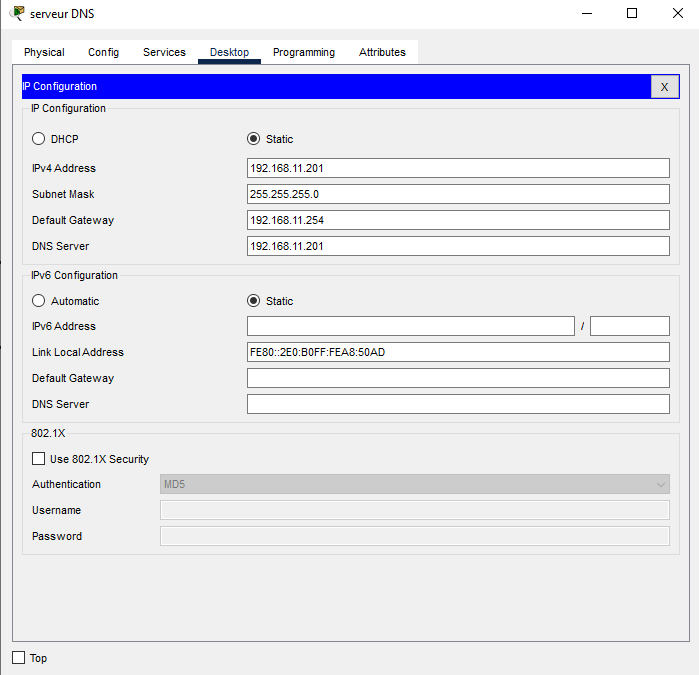 serveur DNS
Physical Config Services Desktop Programming Attributes
IP Configuration X
IP Configuration
DHCP Static
IPv4 Address 192.168.11.201
Subnet Mask 255.255.255.0
Default Gateway 192.168.11.254
DNS Server 192.168.11.201
IPv6 Configuration
Automatic Static
IPv6 Address /
Link Local Address FE80::2E0:B0FF:FEA8:50AD
Default Gateway
DNS Server
802.1X
Use 802.1X Security
Authentication MD5
Username
Password
Top